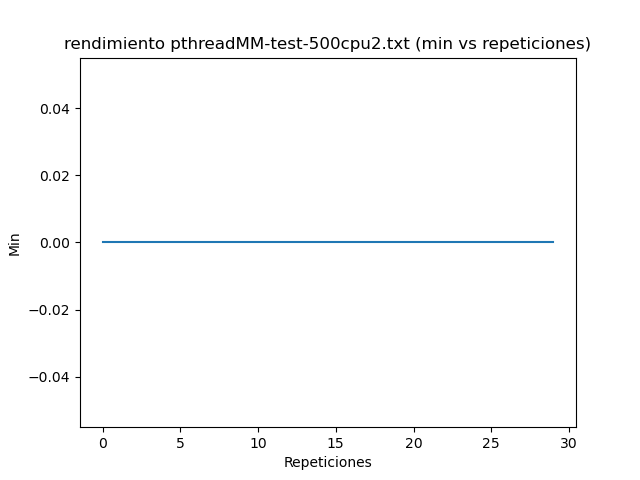 rendimiento pthreadMM-test-500cpu2.txt (min vs repeticiones)
0.04
0.02
0.00
−0.02
−0.04
Min
0 5 10 15 20 25 30
Repeticiones